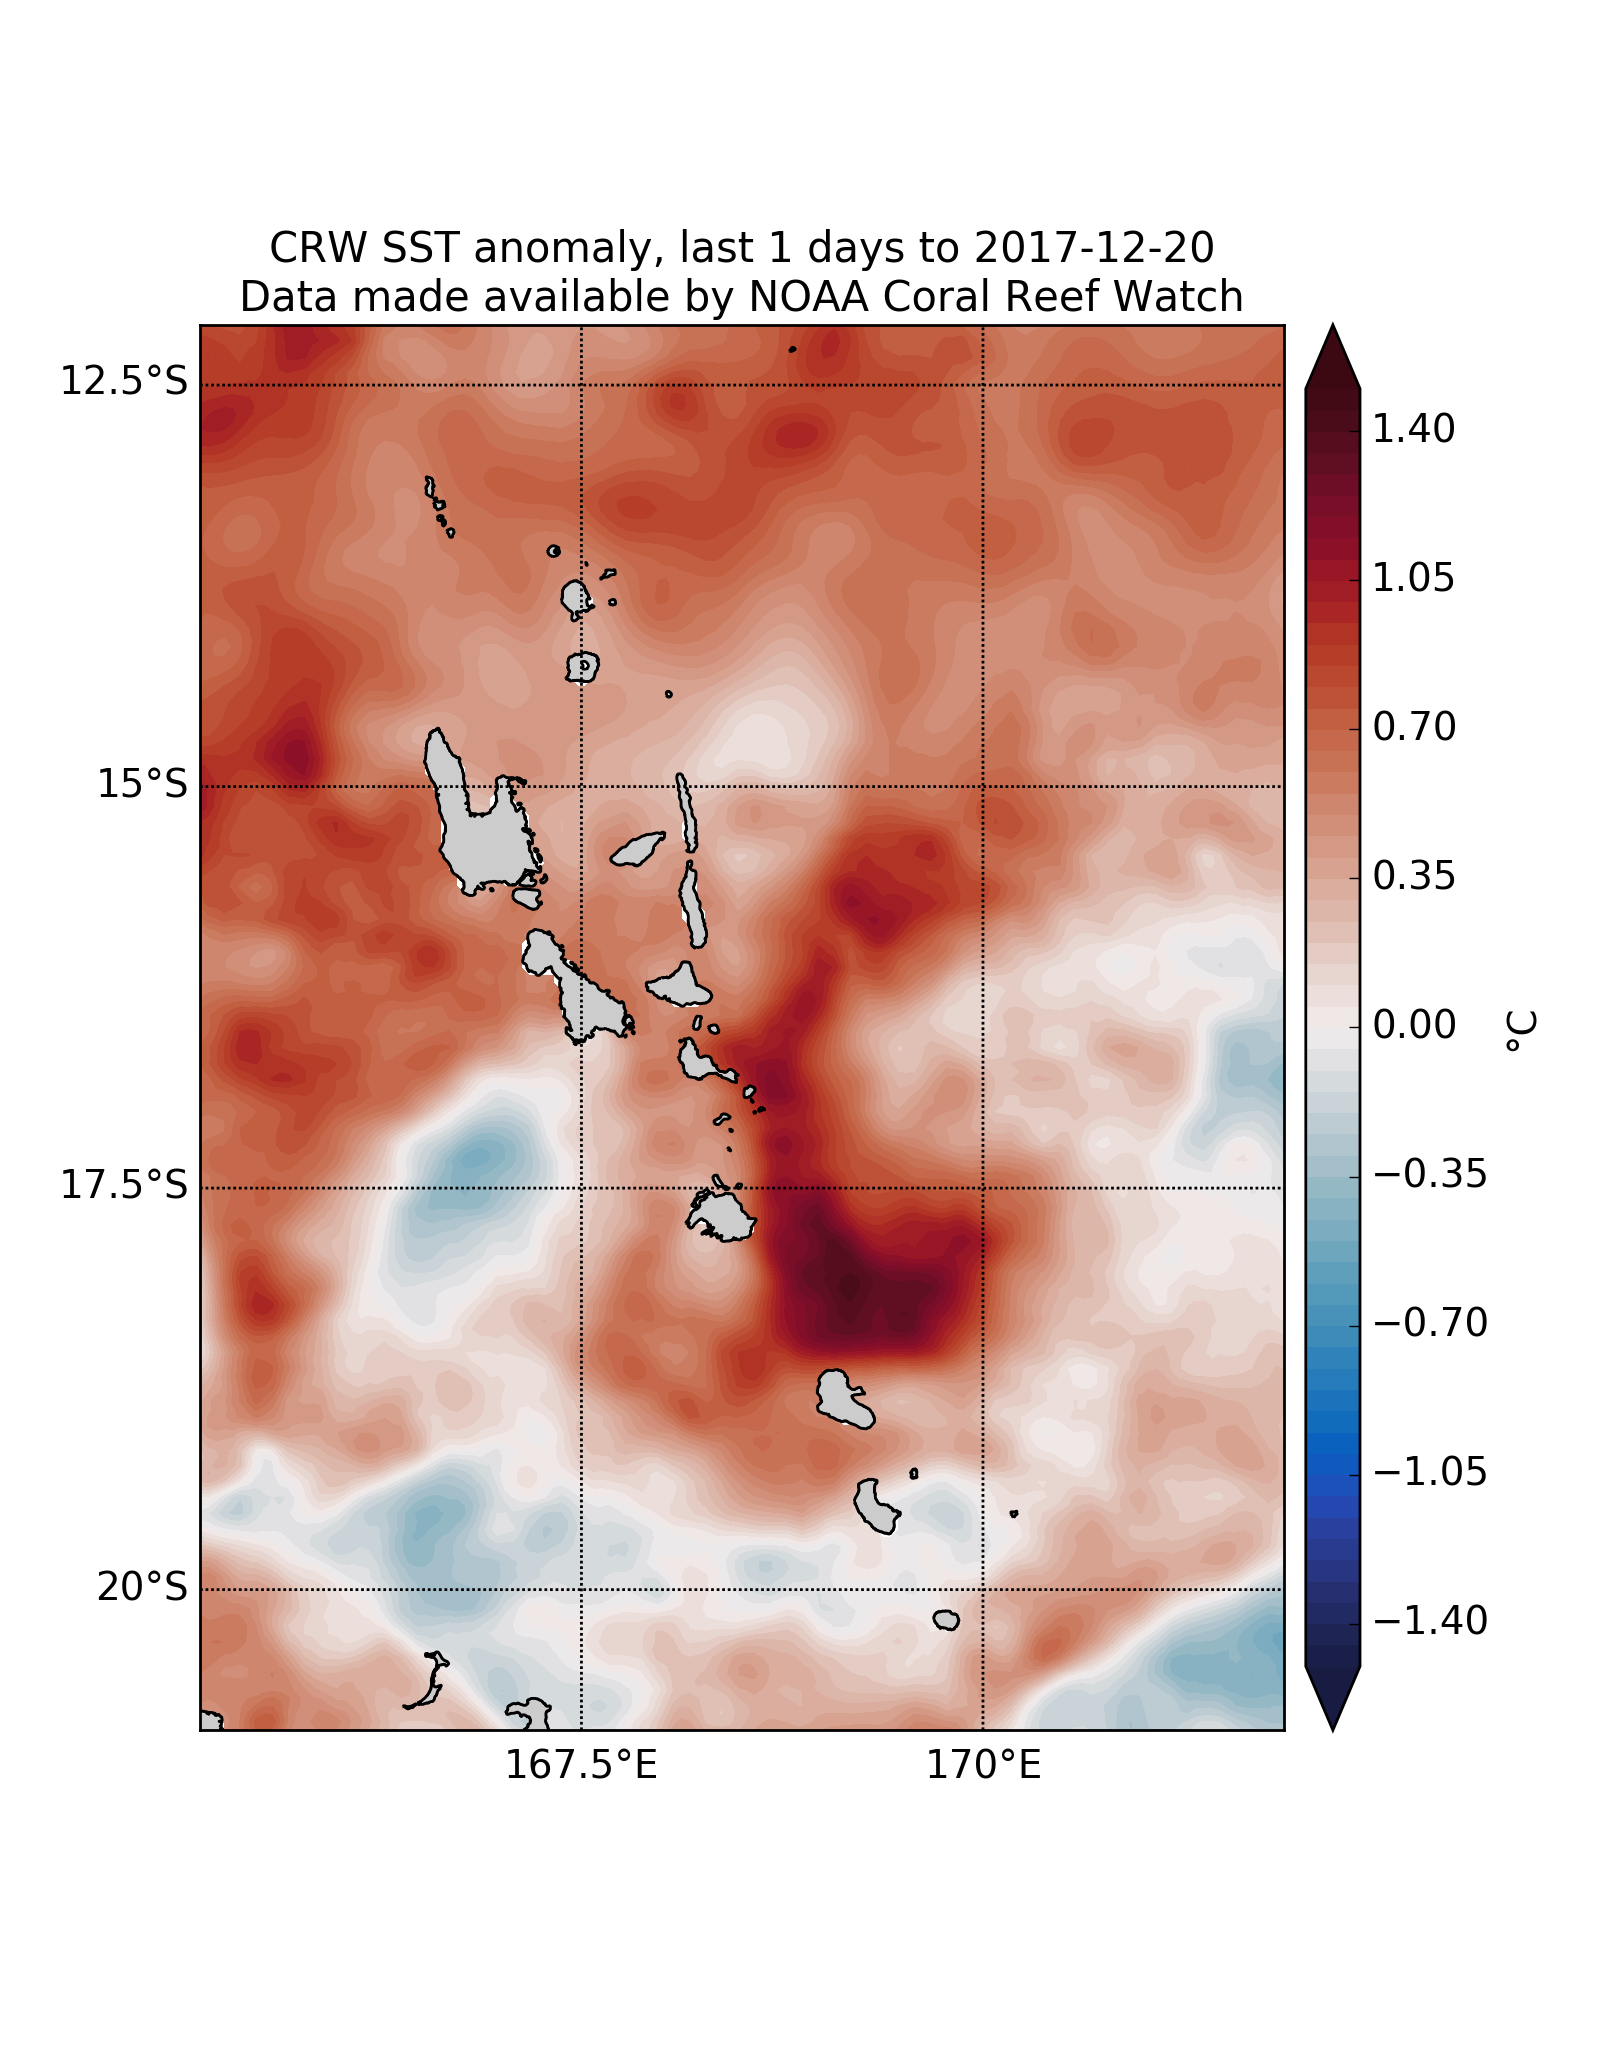 CRW SST anomaly, last 1 days to 2017-12-20
Data made available by NOAA Coral Reef Watch
12.5°S
15°S
17.5°S
20°S
167.5°E
170°E
1.40
1.05
0.70
0.35
0.00
−0.35
−0.70
−1.05
−1.40
°C